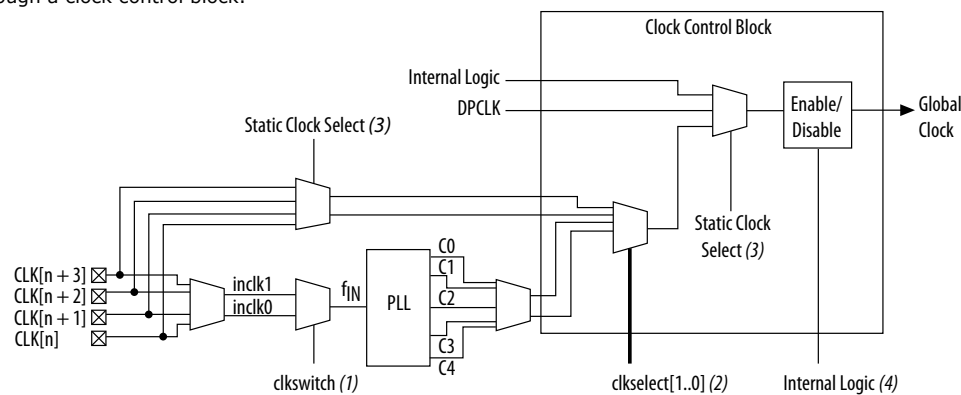 ough a clock control block.
Clock Control Block
Internal Logic
DPCLK
Enable/
Disable
Global
Clock
Static Clock Select (3)
Static Clock
Select (3)
CLK[n + 3]
CLK[n + 2]
CLK[n + 1]
CLK[n]
inclk1
inclk0
fIN
PLL
C0
C1
C2
C3
C4
clkswitch (1)
clkselect[1..0] (2)
Internal Logic (4)